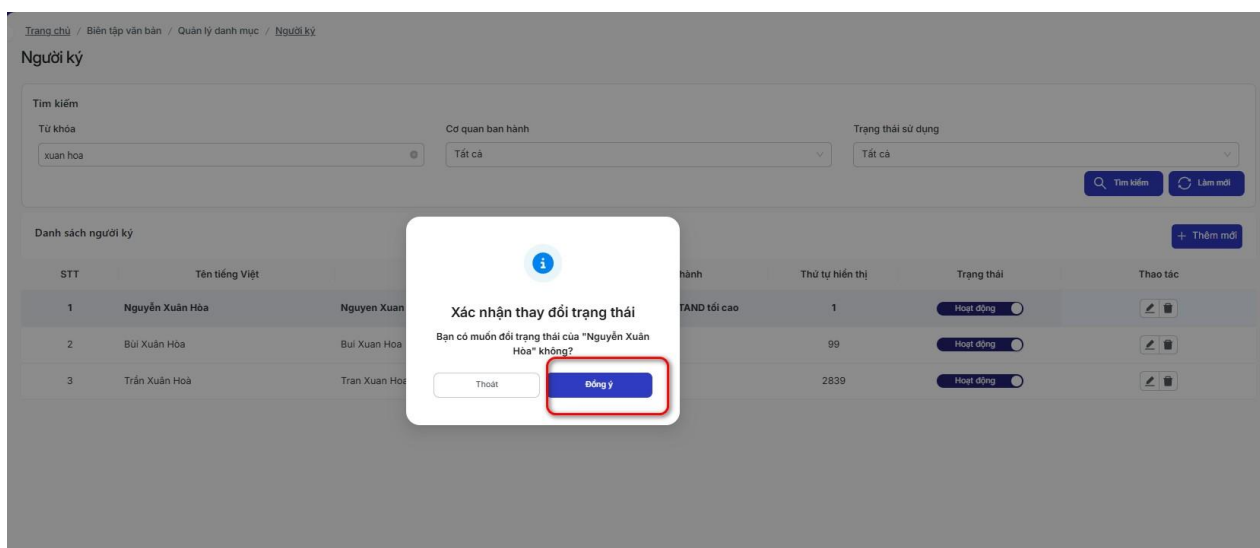 Trang chủ / Biên tập văn bản / Quản lý danh mục / Người ký
Người ký
Tìm kiếm
Từ khóa Cơ quan ban hành Trạng thái sử dụng
xuan hoa Tất cả Tất cả
Tìm kiếm Làm mới
Danh sách người ký + Thêm mới
STT Tên tiếng Việt hành Thứ tự hiển thị Trạng thái Thao tác
1 Nguyễn Xuân Hòa Nguyen Xuan TAND tối cao 1 Hoạt động
2 Bùi Xuân Hòa Bui Xuan Hoa 99 Hoạt động
3 Trần Xuân Hoà Tran Xuan Hoa 2839 Hoạt động
Xác nhận thay đổi trạng thái
Bạn có muốn đổi trạng thái của "Nguyễn Xuân
Hòa" không?
Thoát Đồng ý